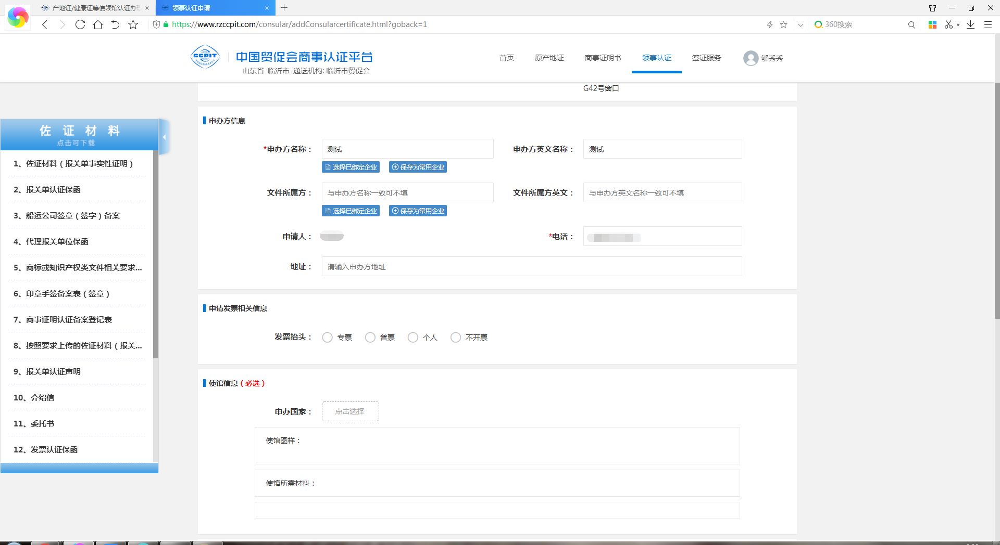 产地证/健康证等使领馆认证办
领事认证申请
https://www.rzccpit.com/consular/addConsularcertificate.html?goback=1
360搜索
CCPIT
中国贸促会商事认证平台
山东省 临沂市 递送机构: 临沂市贸促会
首页
原产地证
商事证明书
领事认证
签证服务
郇秀秀
G42号窗口
佐 证 材 料
点击可下载
1、佐证材料（报关单事实性证明）
2、报关单认证保函
3、船运公司签章（签字）备案
4、代理报关单位保函
5、商标或知识产权类文件相关要求...
6、印章手签备案表（签章）
7、商事证明认证备案登记表
8、按照要求上传的佐证材料（报关...
9、报关单认证声明
10、介绍信
11、委托书
12、发票认证保函
申办方信息
*申办方名称： 测试 申办方英文名称： 测试
选择已绑定企业 保存为常用企业
文件所属方： 与申办方名称一致可不填 文件所属方英文： 与申办方英文名称一致可不填
选择已绑定企业 保存为常用企业
申请人： *电话：
地址： 请输入申办方地址
申请发票相关信息
发票抬头： 专票 普票 个人 不开票
使馆信息（必选）
申办国家： 点击选择
使馆图样：
使馆所需材料：